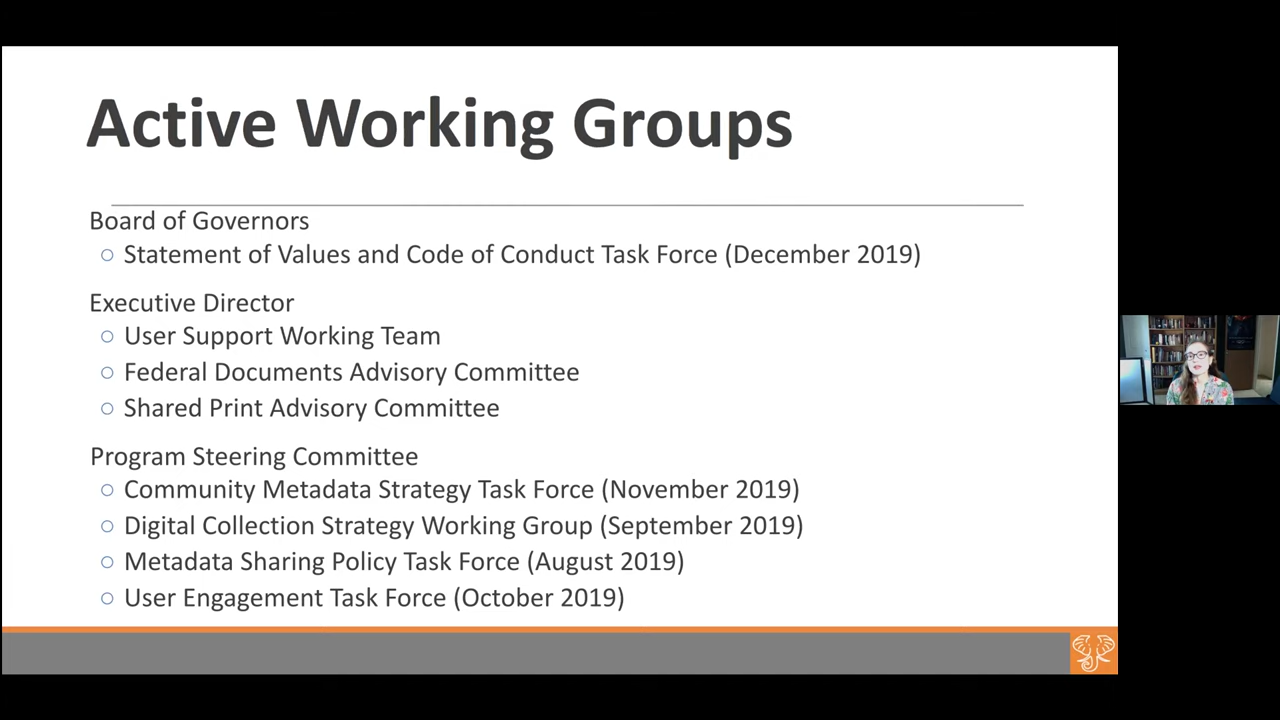 Active Working Groups
Board of Governors
Statement of Values and Code of Conduct Task Force (December 2019)
Executive Director
User Support Working Team
Federal Documents Advisory Committee
Shared Print Advisory Committee
Program Steering Committee
Community Metadata Strategy Task Force (November 2019)
Digital Collection Strategy Working Group (September 2019)
Metadata Sharing Policy Task Force (August 2019)
User Engagement Task Force (October 2019)